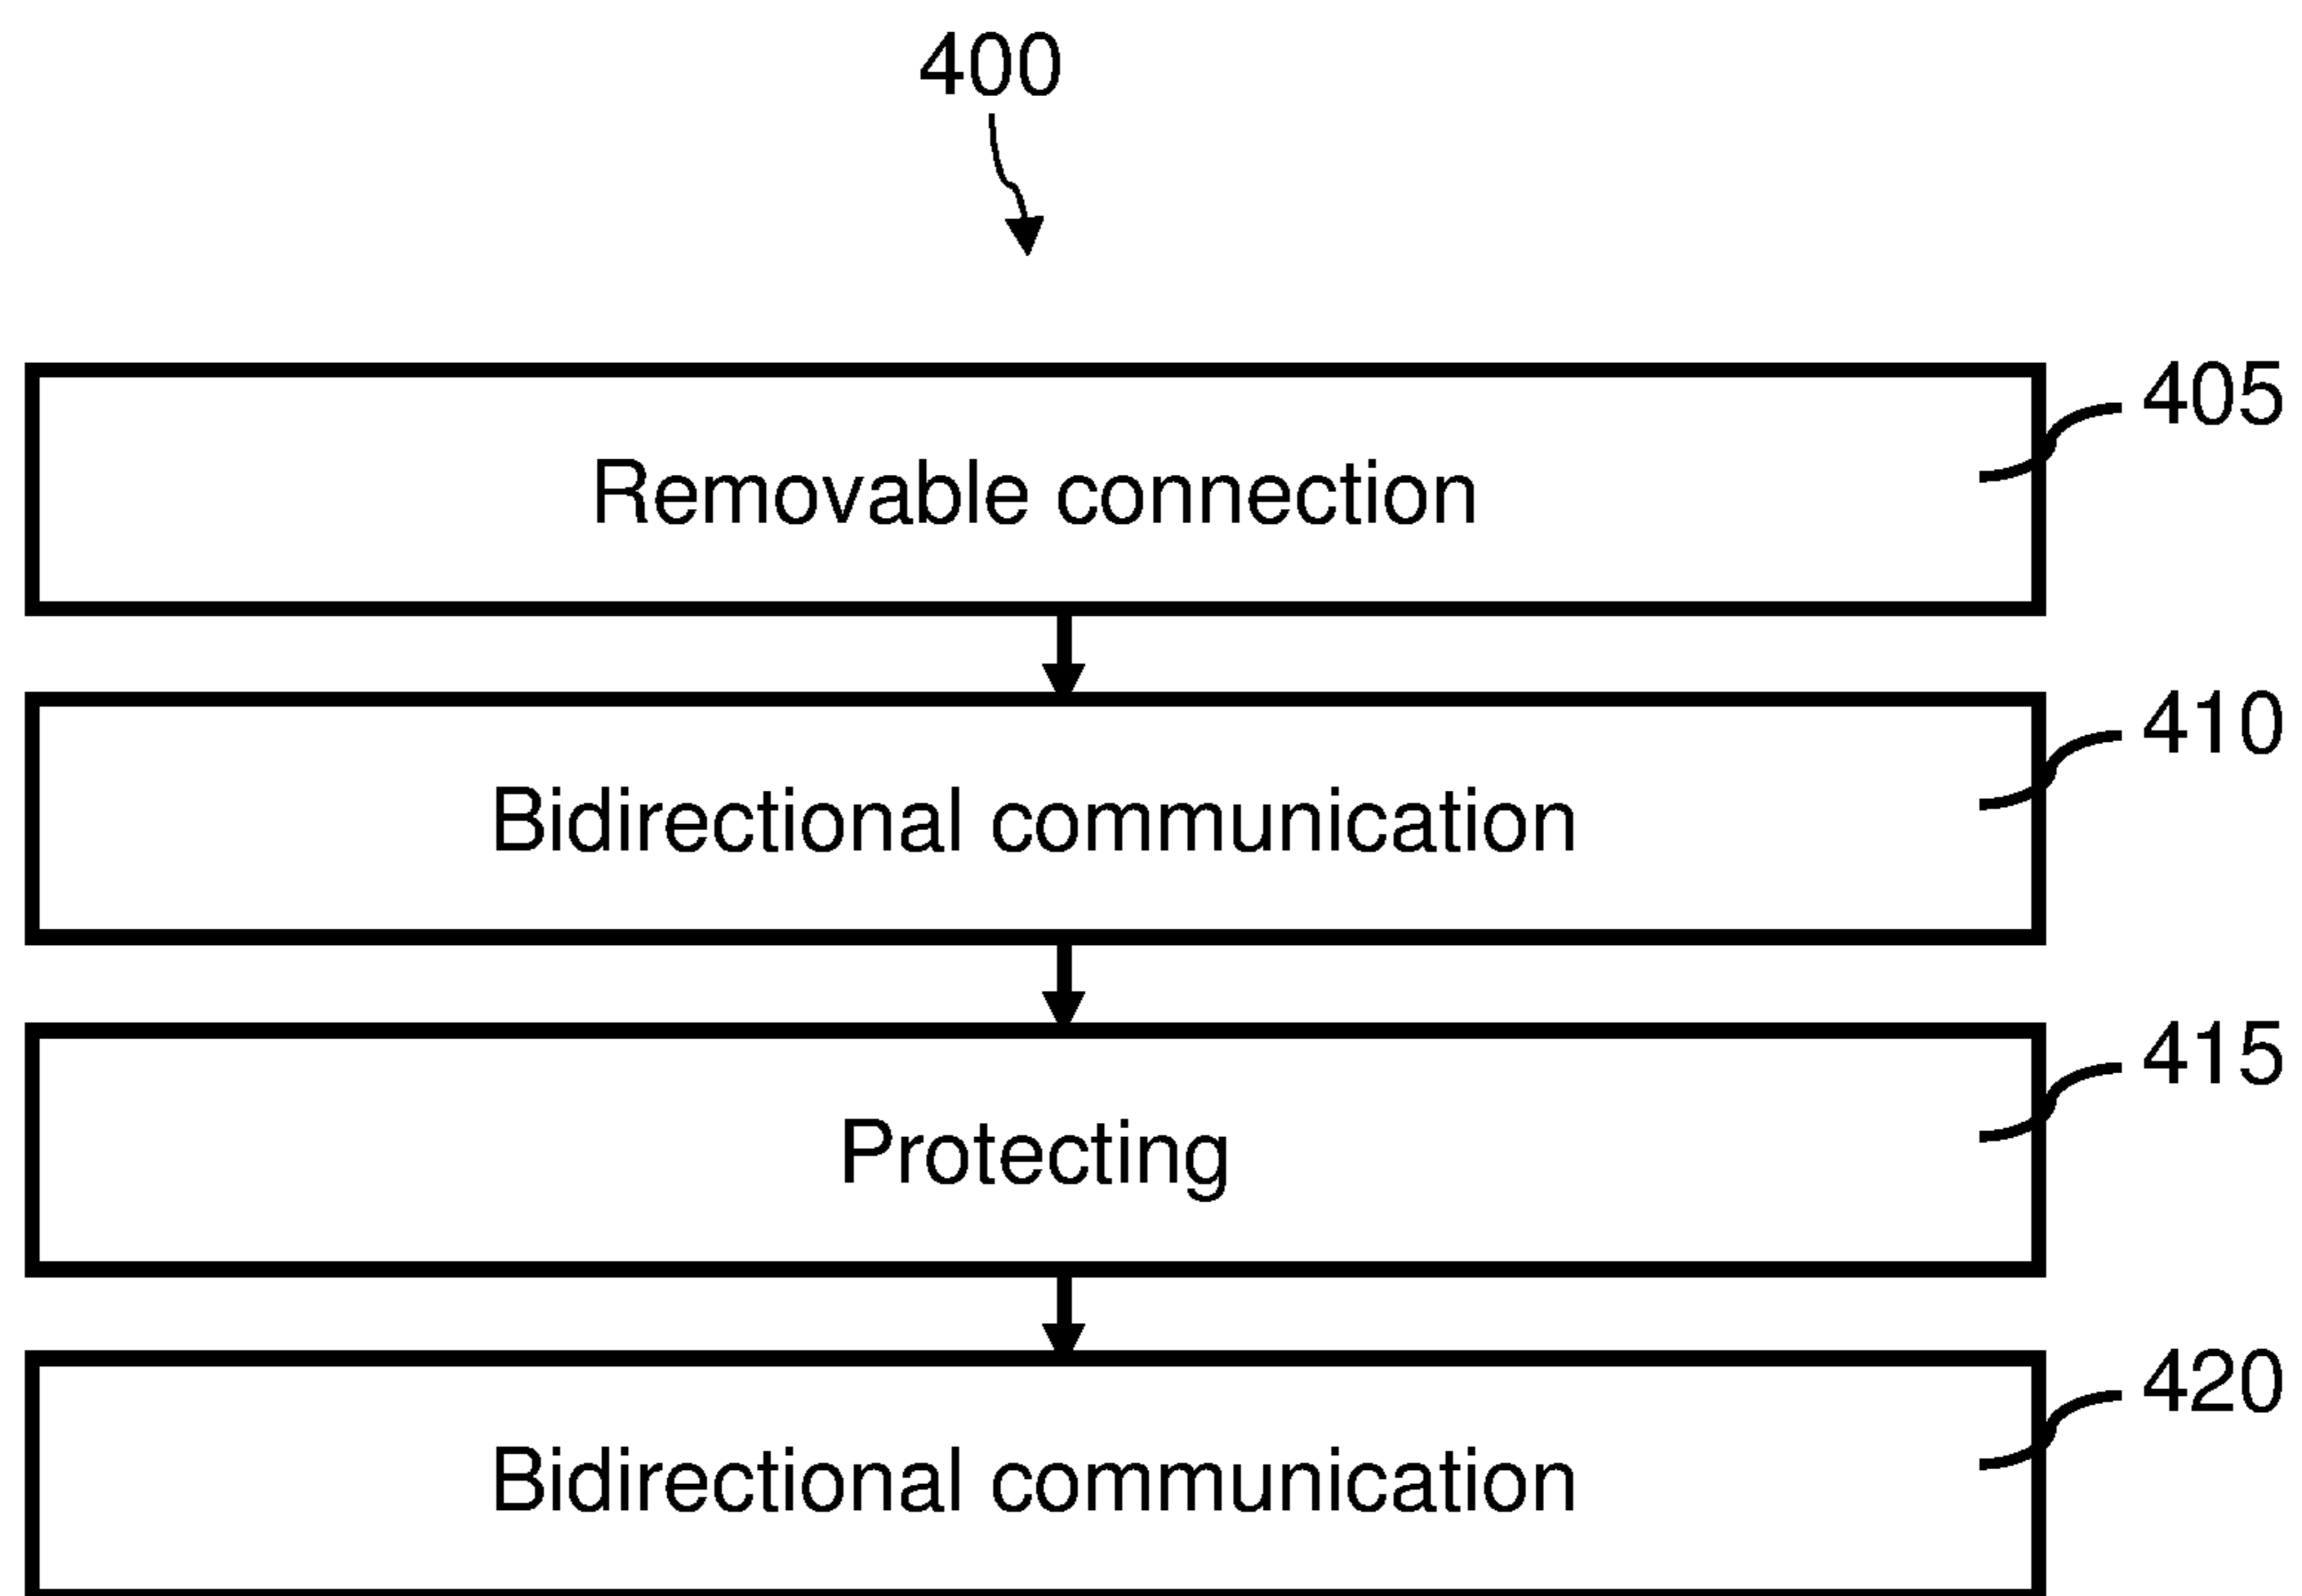 400
405
Removable connection
410
Bidirectional communication
415
Protecting
420
Bidirectional communication